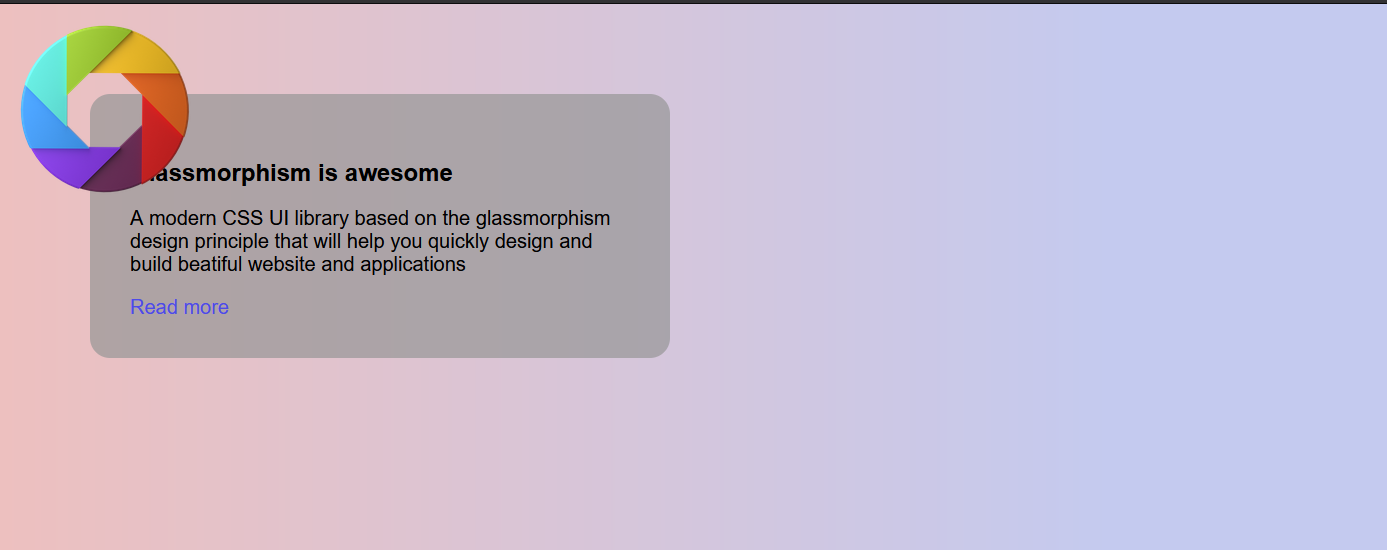 is awesome
A modern CSS UI library based on the glassmorphism
design principle that will help you quickly design and
build beatiful website and applications
Read more